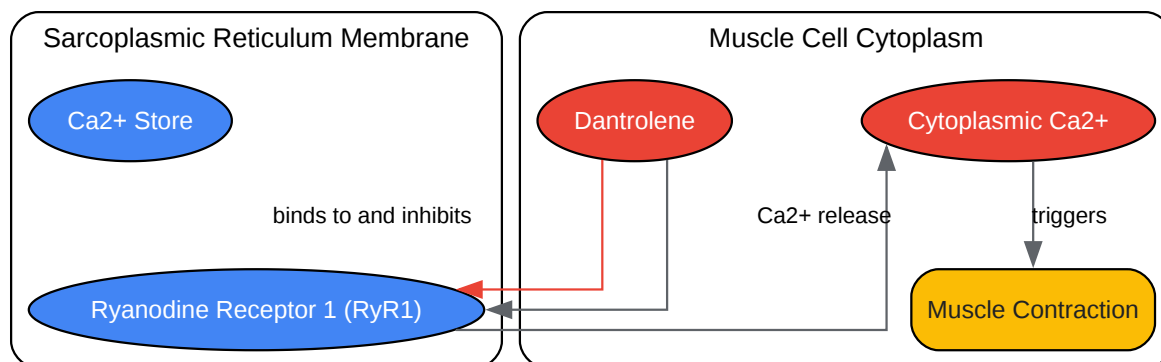 Sarcoplasmic Reticulum Membrane
Muscle Cell Cytoplasm
Ca2+ Store
Dantrolene
Cytoplasmic Ca2+
binds to and inhibits
Ca2+ release
triggers
Ryanodine Receptor 1 (RyR1)
Muscle Contraction